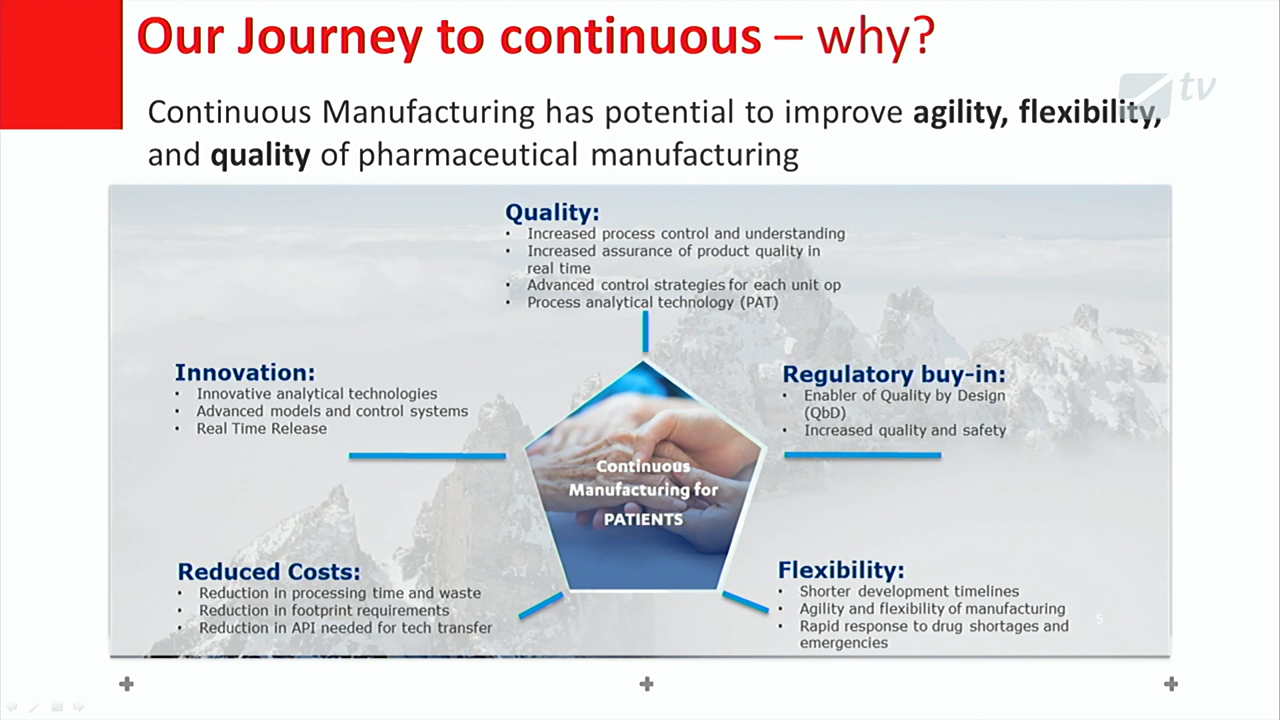 Our Journey to continuous – why?
tv
Continuous Manufacturing has potential to improve agility, flexibility,
and quality of pharmaceutical manufacturing
Quality:
• Increased process control and understanding
• Increased assurance of product quality in
real time
• Advanced control strategies for each unit op
• Process analytical technology (PAT)
Innovation:
• Innovative analytical technologies
• Advanced models and control systems
• Real Time Release
Regulatory buy-in:
• Enabler of Quality by Design
(QbD)
• Increased quality and safety
Continuous
Manufacturing for
PATIENTS
Reduced Costs:
• Reduction in processing time and waste
• Reduction in footprint requirements
• Reduction in API needed for tech transfer
Flexibility:
• Shorter development timelines
• Agility and flexibility of manufacturing
• Rapid response to drug shortages and
emergencies
5